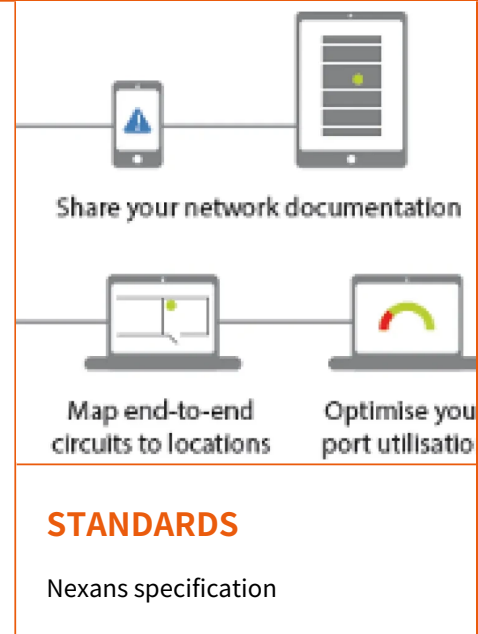 Share your network documentation
Map end-to-end
circuits to locations
Optimise you
port utilisatio
STANDARDS
Nexans specification